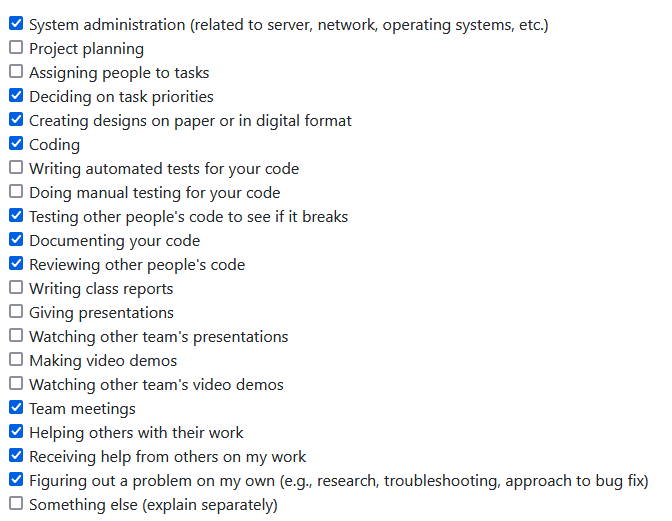 System administration (related to server, network, operating systems, etc.)
Project planning
Assigning people to tasks
Deciding on task priorities
Creating designs on paper or in digital format
Coding
Writing automated tests for your code
Doing manual testing for your code
Testing other people's code to see if it breaks
Documenting your code
Reviewing other people's code
Writing class reports
Giving presentations
Watching other team's presentations
Making video demos
Watching other team's video demos
Team meetings
Helping others with their work
Receiving help from others on my work
Figuring out a problem on my own (e.g., research, troubleshooting, approach to bug fix)
Something else (explain separately)